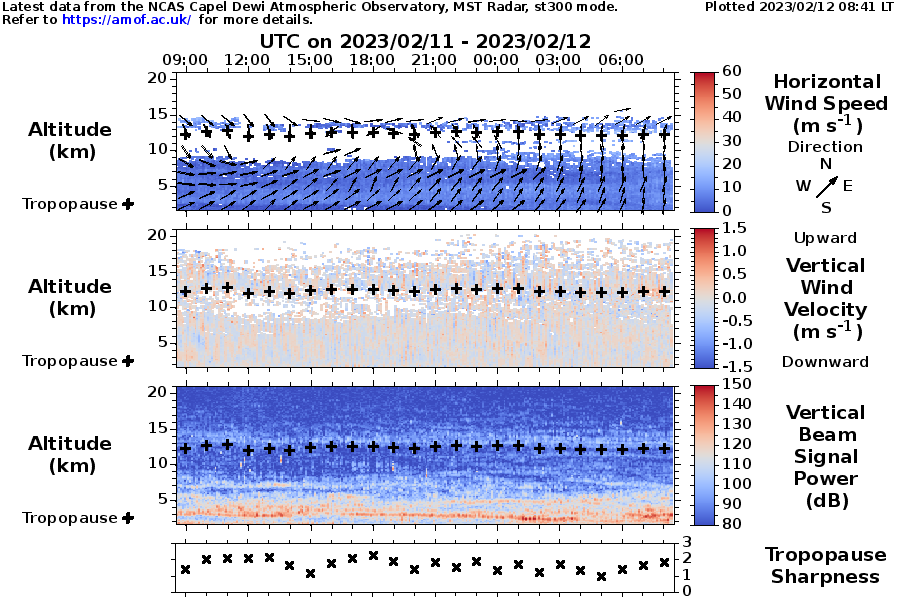 Latest data from the NCAS Capel Dewi Atmospheric Observatory, MST Radar, st300 mode.
Plotted 2023/02/12 08:41 LT
Refer to https://amof.ac.uk/ for more details.
UTC on 2023/02/11 - 2023/02/12
09:00 12:00 15:00 18:00 21:00 00:00 03:00 06:00
Altitude
(km)
Tropopause
20
15
10
5
60
50
40
30
20
10
0
Horizontal
Wind Speed
(m s-1)
Direction
N
W E
S
Altitude
(km)
Tropopause
20
15
10
5
1.5
1.0
0.5
0.0
-0.5
-1.0
-1.5
Upward
Vertical
Wind
Velocity
(m s-1)
Downward
Altitude
(km)
Tropopause
20
15
10
5
150
140
130
120
110
100
90
80
Vertical
Beam
Signal
Power
(dB)
3
2
1
0
Tropopause
Sharpness